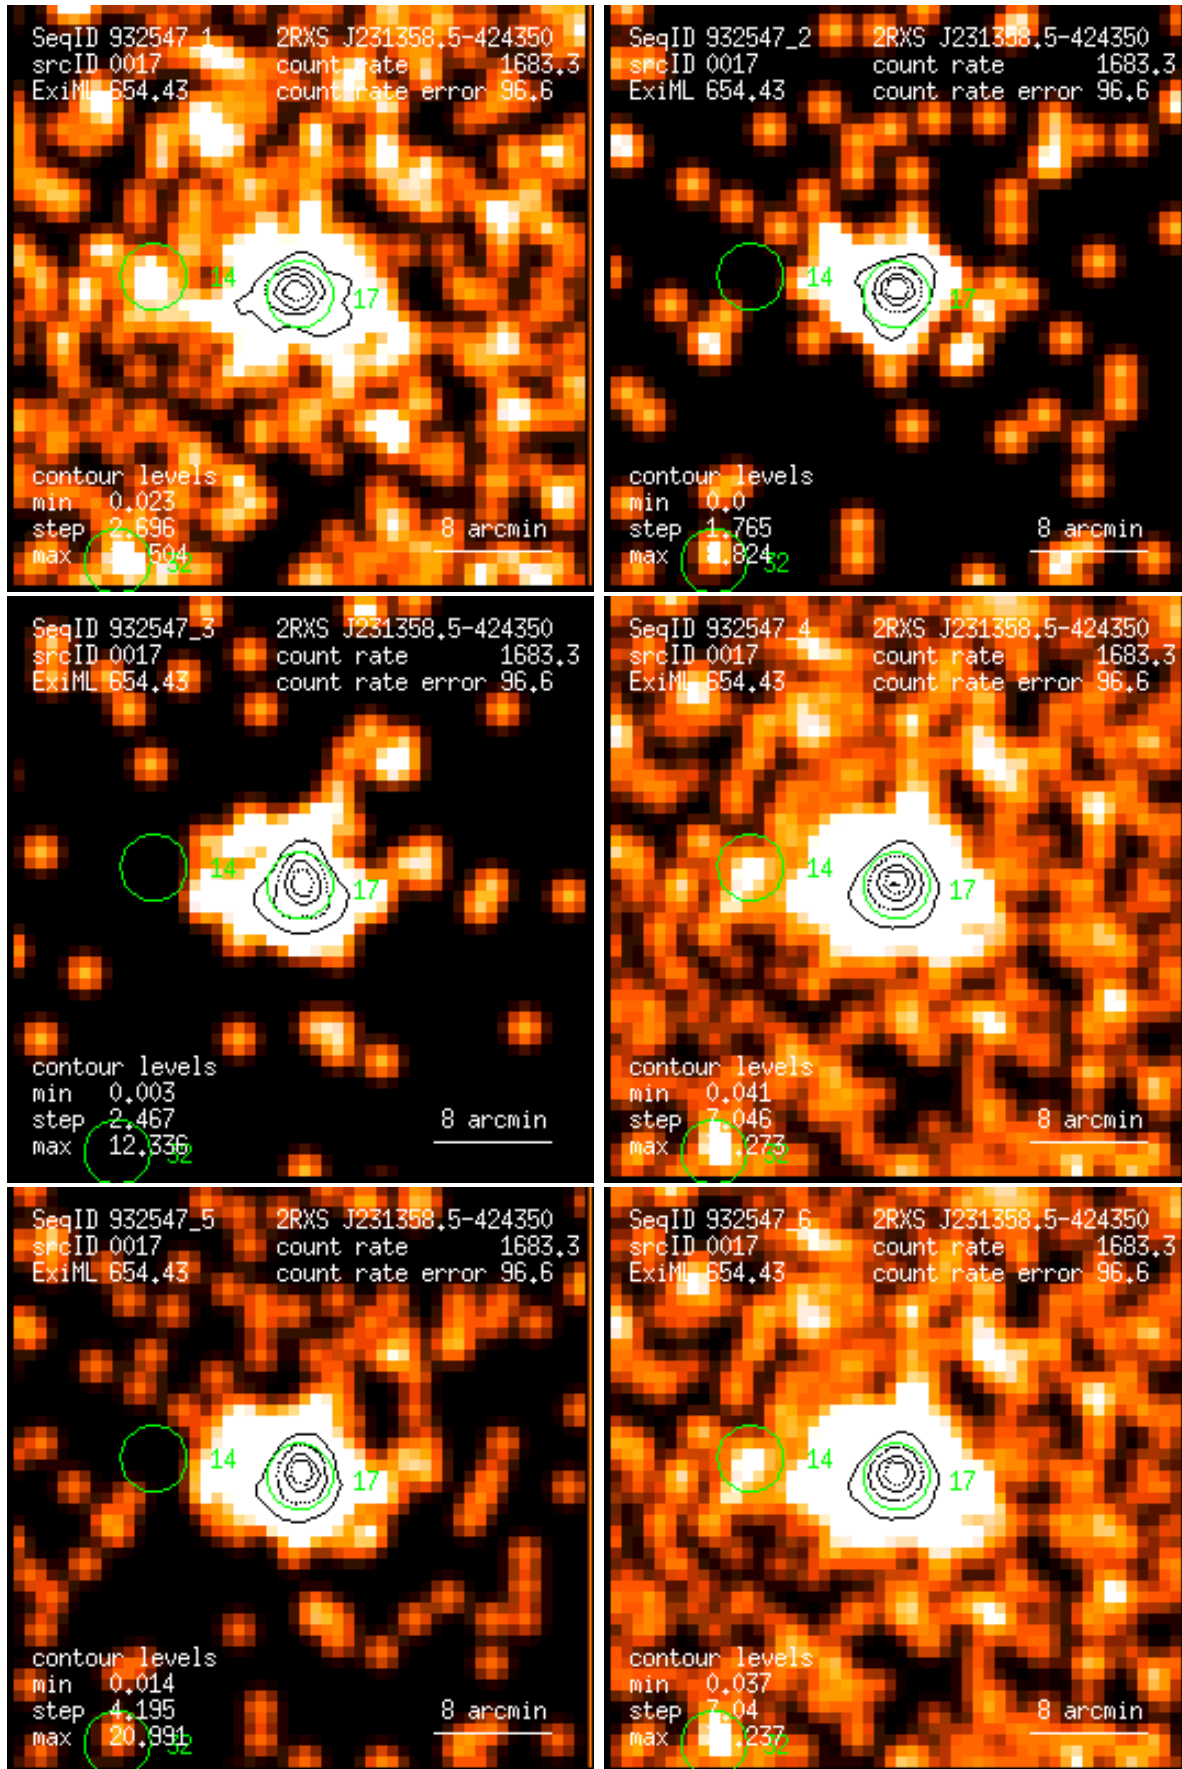 SeqID 932547_1 2RXS J231358.5-424350
srcID 0017 count rate 1683.3
ExiML 654.43 count rate error 96.6
14
17
contour levels
min 0.023
step 2.696 8 arcmin
max
32
SeqID 932547_2 2RXS J231358.5-424350
srcID 0017 count rate 1683.3
ExiML 654.43 count rate error 96.6
14
17
contour levels
min 0.0
step 1.765 8 arcmin
max 8.824
32
SeqID 932547_3 2RXS J231358.5-424350
srcID 0017 count rate 1683.3
ExiML 654.43 count rate error 96.6
14
17
contour levels
min 0.003
step 2.467 8 arcmin
max 12.336
32
SeqID 932547_4 2RXS J231358.5-424350
srcID 0017 count rate 1683.3
ExiML 654.43 count rate error 96.6
14
17
contour levels
min 0.041
step 7.046 8 arcmin
max
32
SeqID 932547_5 2RXS J231358.5-424350
srcID 0017 count rate 1683.3
ExiML 654.43 count rate error 96.6
14
17
contour levels
min 0.014
step 4.195 8 arcmin
max 20.991
32
SeqID 932547_6 2RXS J231358.5-424350
srcID 0017 count rate 1683.3
ExiML 654.43 count rate error 96.6
14
17
contour levels
min 0.037
step 7.04 8 arcmin
max
32